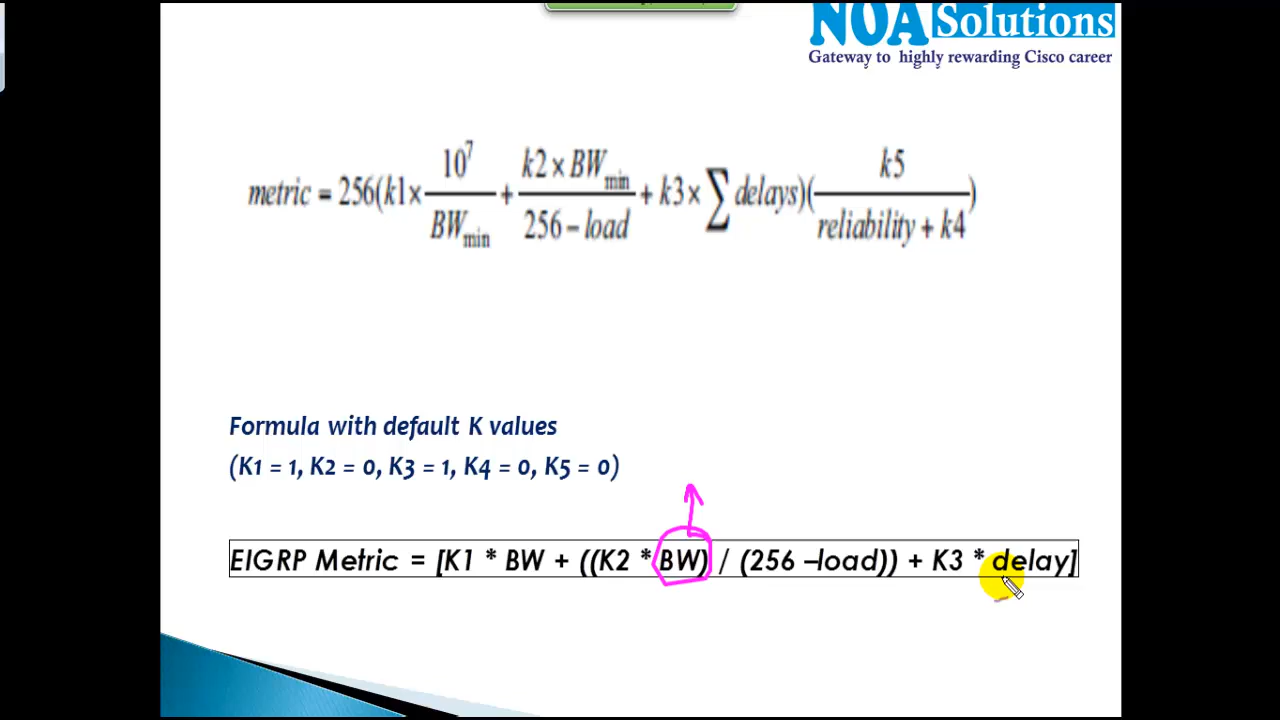 NOA Solutions
Gateway to highly rewarding Cisco career
metric = 256(k1× 10^7 / BW_min + k2 × BW_min / 256 – load + k3 × ∑ delays)( k5 / reliability + k4 )
Formula with default K values
(K1 = 1, K2 = 0, K3 = 1, K4 = 0, K5 = 0)
EIGRP Metric = [K1 * BW + ((K2 * BW) / (256 –load)) + K3 * delay]